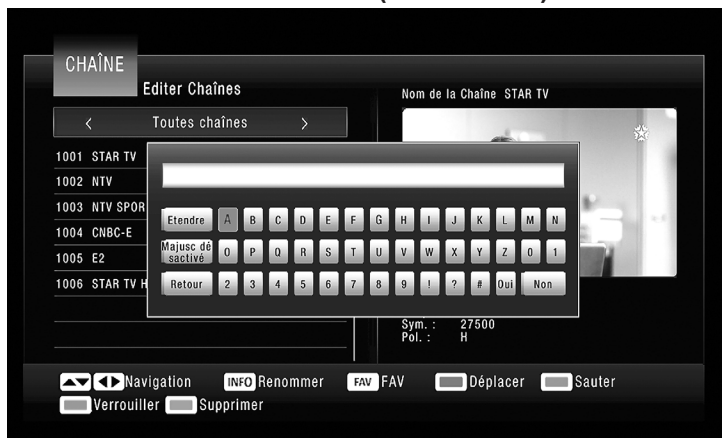 CHAÎNE
Editer Chaînes
Nom de la Chaîne STAR TV
< Toutes chaînes >
1001 STAR TV
1002 NTV
1003 NTV SPOR
1004 CNBC-E
1005 E2
1006 STAR TV H
Etendre A B C D E F G H I J K L M N
Majusc dé
sactivé O P Q R S T U V W X Y Z 0 1
Retour 2 3 4 5 6 7 8 9 ! ? # Oui Non
Sym. : 27500
Pol. : H
Navigation INFO Renommer FAV FAV Déplacer Sauter
Verrouiller Supprimer